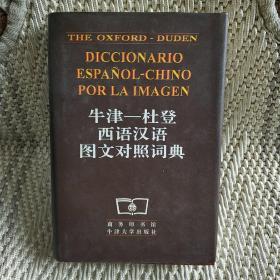 THE OXFORD-DUDEN
DICCIONARIO
ESPAÑOL-CHINO
POR LA IMAGEN
牛津—杜登
西语汉语
图文对照词典
商务印书馆
牛津大学出版社